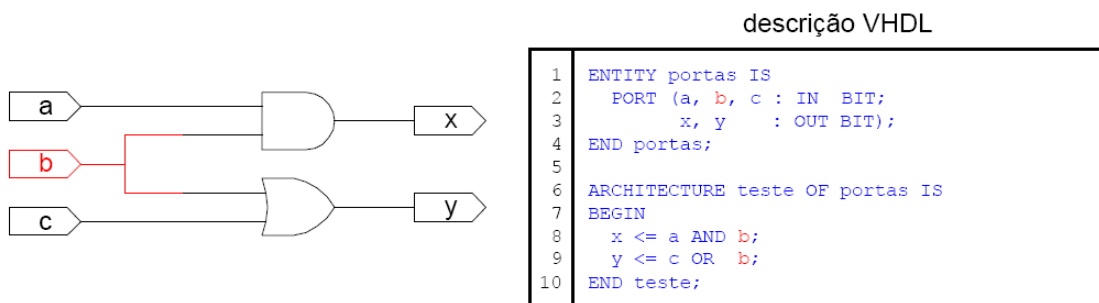 descrição VHDL
a
b
c
x
y
1 ENTITY portas IS
2 PORT (a, b, c : IN BIT;
3 x, y : OUT BIT);
4 END portas;
5
6 ARCHITECTURE teste OF portas IS
7 BEGIN
8 x <= a AND b;
9 y <= c OR b;
10 END teste;